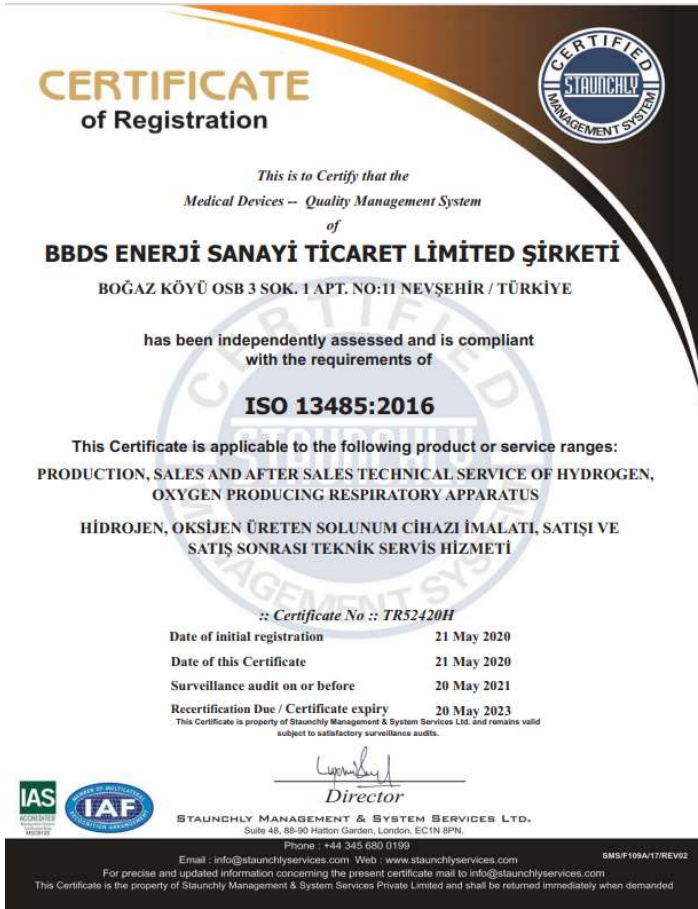 CERTIFICATE
of Registration
CERTIFIED
STAUNCHLY
MANAGEMENT SYSTEM
This is to Certify that the
Medical Devices -- Quality Management System
of
BBDS ENERJİ SANAYİ TİCARET LİMİTED ŞİRKETİ
BOĞAZ KÖYÜ OSB 3 SOK. 1 APT. NO:11 NEVŞEHİR / TÜRKİYE
has been independently assessed and is compliant
with the requirements of
ISO 13485:2016
This Certificate is applicable to the following product or service ranges:
PRODUCTION, SALES AND AFTER SALES TECHNICAL SERVICE OF HYDROGEN,
OXYGEN PRODUCING RESPIRATORY APPARATUS
HİDROJEN, OKSİJEN ÜRETEN SOLUNUM CİHAZI İMALATI, SATIŞI VE
SATIŞ SONRASI TEKNİK SERVİS HİZMETİ
CERTIFIED
STAUNCHLY
MANAGEMENT SYSTEM
:: Certificate No :: TR52420H
Date of initial registration 21 May 2020
Date of this Certificate 21 May 2020
Surveillance audit on or before 20 May 2021
Recertification Due / Certificate expiry 20 May 2023
This Certificate is property of Staunchly Management & System Services Ltd. and remains valid
subject to satisfactory surveillance audits.
Director
IAS
ACCREDITED
MEMBER OF MULTILATERAL
IAF
RECOGNITION ARRANGEMENT
STAUNCHLY MANAGEMENT & SYSTEM SERVICES LTD.
Suite 48, 88-90 Hatton Garden, London, EC1N 8PN.
Phone : +44 345 680 0199
Email : info@staunchlyservices.com Web : www.staunchlyservices.com
SMS/F109A/17/REV02
For precise and updated information concerning the present certificate mail to info@staunchlyservices.com
This Certificate is the property of Staunchly Management & System Services Private Limited and shall be returned immediately when demanded